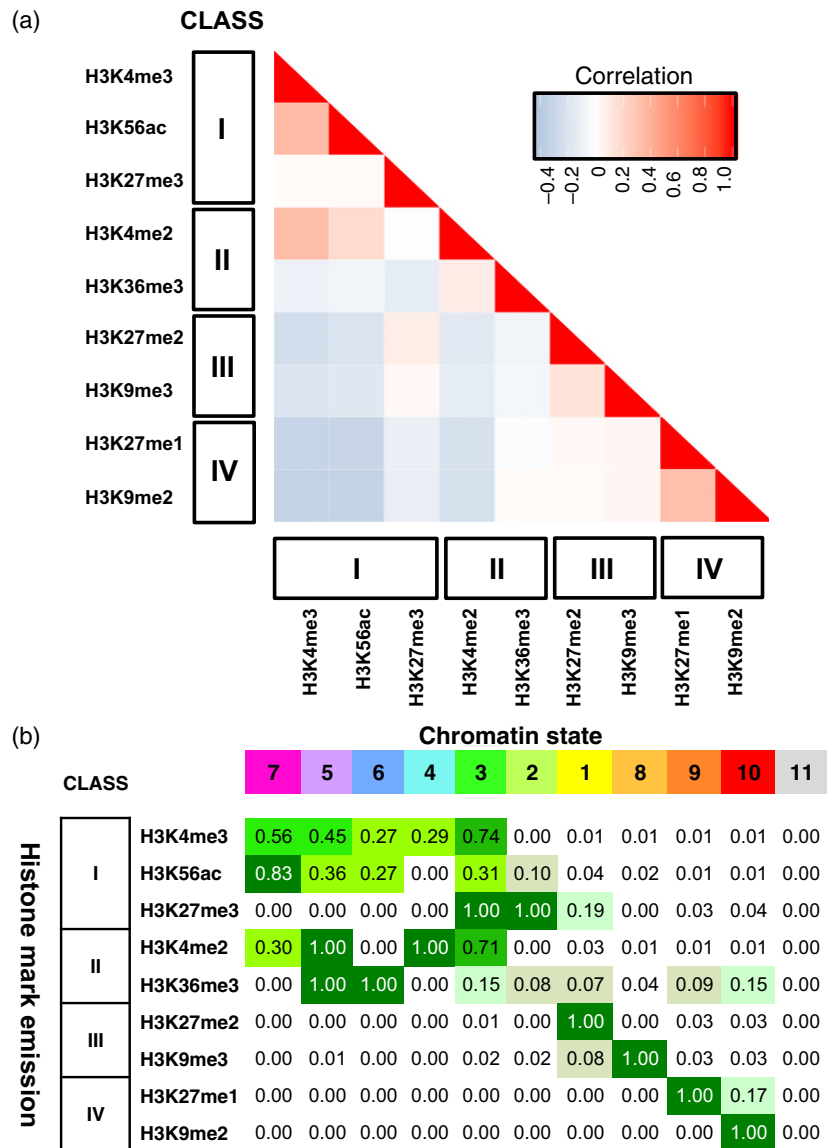 (a)
CLASS
H3K4me3
H3K56ac
H3K27me3
H3K4me2
H3K36me3
H3K27me2
H3K9me3
H3K27me1
H3K9me2
I
II
III
IV
Correlation
-0.4 -0.2 0 0.2 0.4 0.6 0.8 1.0
I II III IV
H3K4me3 H3K56ac H3K27me3 H3K4me2 H3K36me3 H3K27me2 H3K9me3 H3K27me1 H3K9me2
(b)
Chromatin state
CLASS
7 5 6 4 3 2 1 8 9 10 11
Histone mark emission
I
II
III
IV
H3K4me3 0.56 0.45 0.27 0.29 0.74 0.00 0.01 0.01 0.01 0.01 0.00
H3K56ac 0.83 0.36 0.27 0.00 0.31 0.10 0.04 0.02 0.01 0.01 0.00
H3K27me3 0.00 0.00 0.00 0.00 1.00 1.00 0.19 0.00 0.03 0.04 0.00
H3K4me2 0.30 1.00 0.00 1.00 0.71 0.00 0.03 0.01 0.01 0.01 0.00
H3K36me3 0.00 1.00 1.00 0.00 0.15 0.08 0.07 0.04 0.09 0.15 0.00
H3K27me2 0.00 0.00 0.00 0.00 0.01 0.00 1.00 0.00 0.03 0.03 0.00
H3K9me3 0.00 0.01 0.00 0.00 0.02 0.02 0.08 1.00 0.03 0.03 0.00
H3K27me1 0.00 0.00 0.00 0.00 0.00 0.00 0.00 0.00 1.00 0.17 0.00
H3K9me2 0.00 0.00 0.00 0.00 0.00 0.00 0.00 0.00 0.00 1.00 0.00